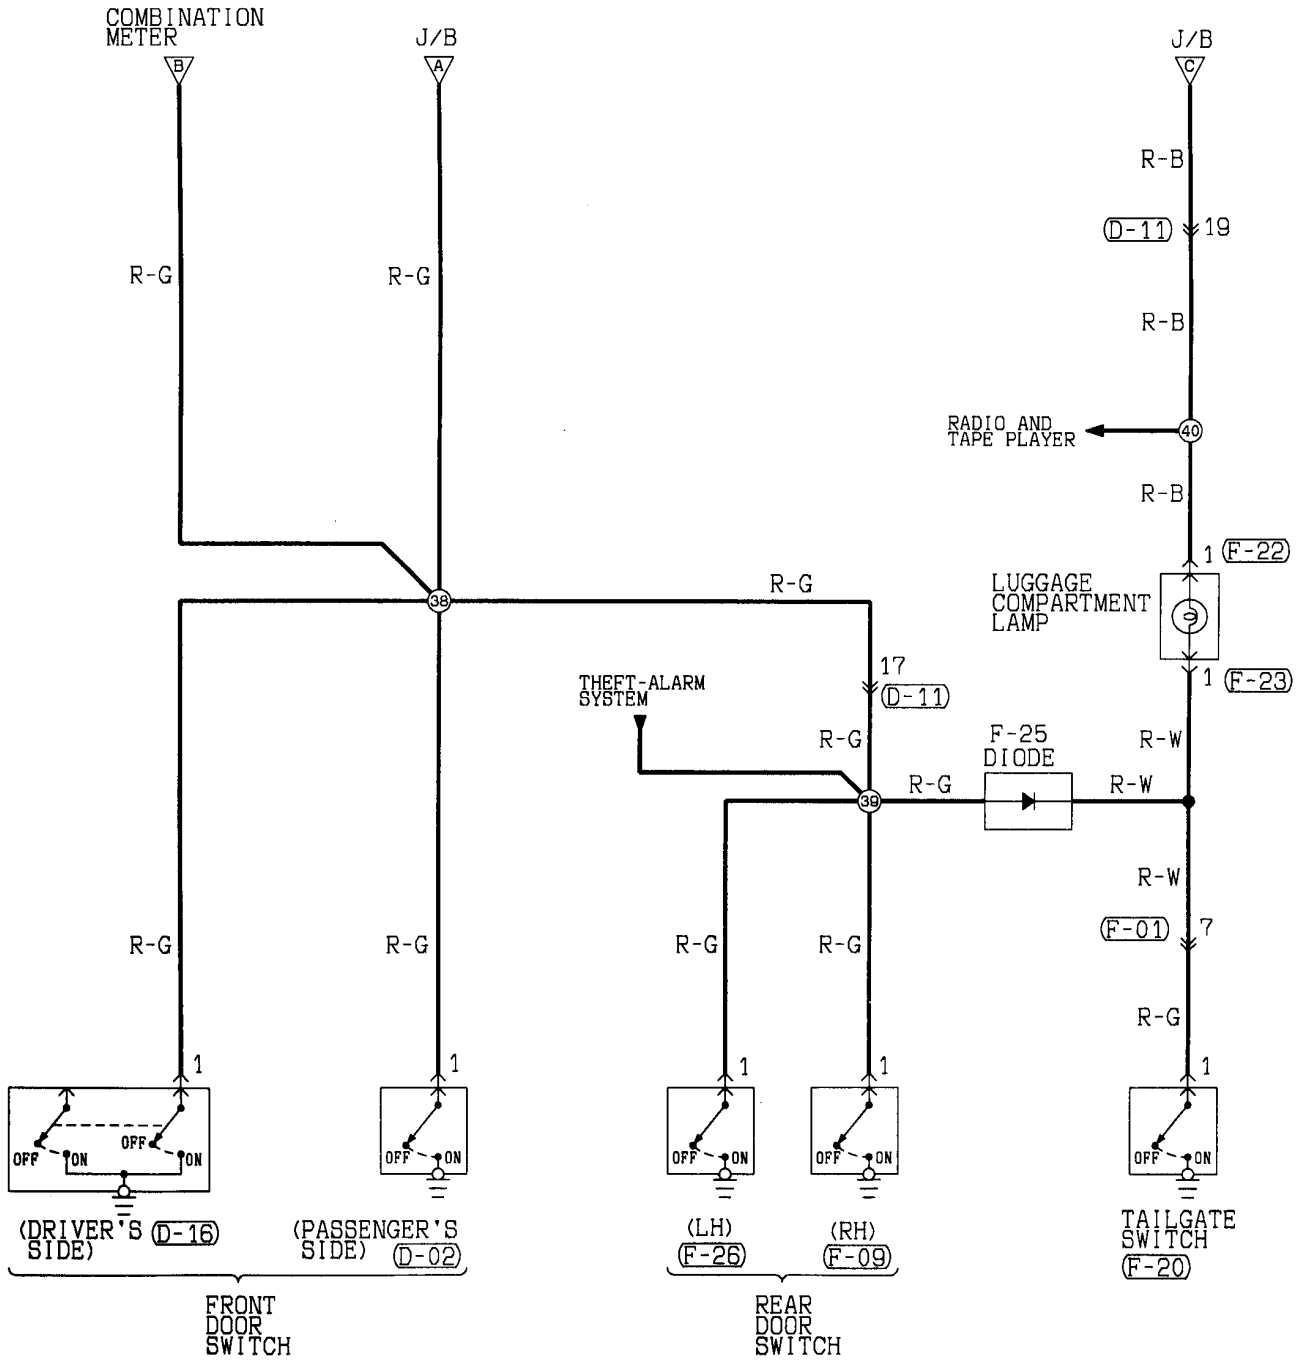 COMBINATION
METER
B
J/B
A
J/B
C
R-B
D-11 19
R-G
R-G
R-B
RADIO AND
TAPE PLAYER
40
R-B
1 F-22
LUGGAGE
COMPARTMENT
LAMP
1 F-23
38
R-G
17
D-11
THEFT-ALARM
SYSTEM
R-G
F-25
DIODE
R-W
39
R-G
R-W
R-W
F-01 7
R-G
R-G
R-G
R-G
R-G
1
1
1
1
1
OFF
OFF ON
ON
OFF ON
OFF ON
OFF ON
OFF ON
(DRIVER'S
SIDE)
D-16
(PASSENGER'S
SIDE) D-02
(LH)
F-26
(RH)
F-09
TAILGATE
SWITCH
F-20
FRONT
DOOR
SWITCH
REAR
DOOR
SWITCH